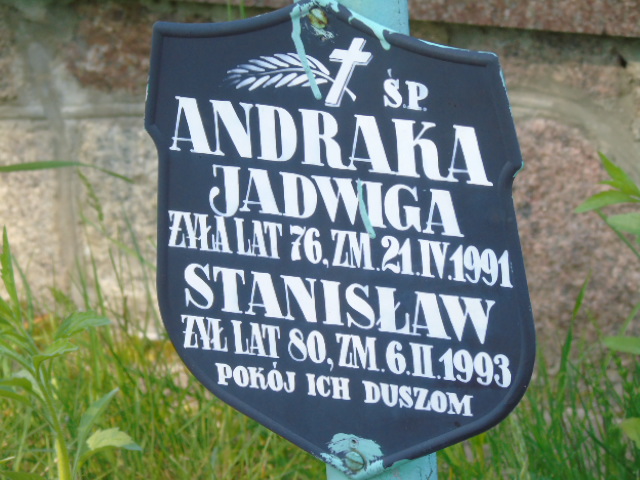 Ś.P.
ANDRAKA
JADWIGA
ŻYŁA LAT 76, ZM. 21.IV.1991
STANISŁAW
ŻYŁ LAT 80, ZM. 6.II.1993
POKÓJ ICH DUSZOM